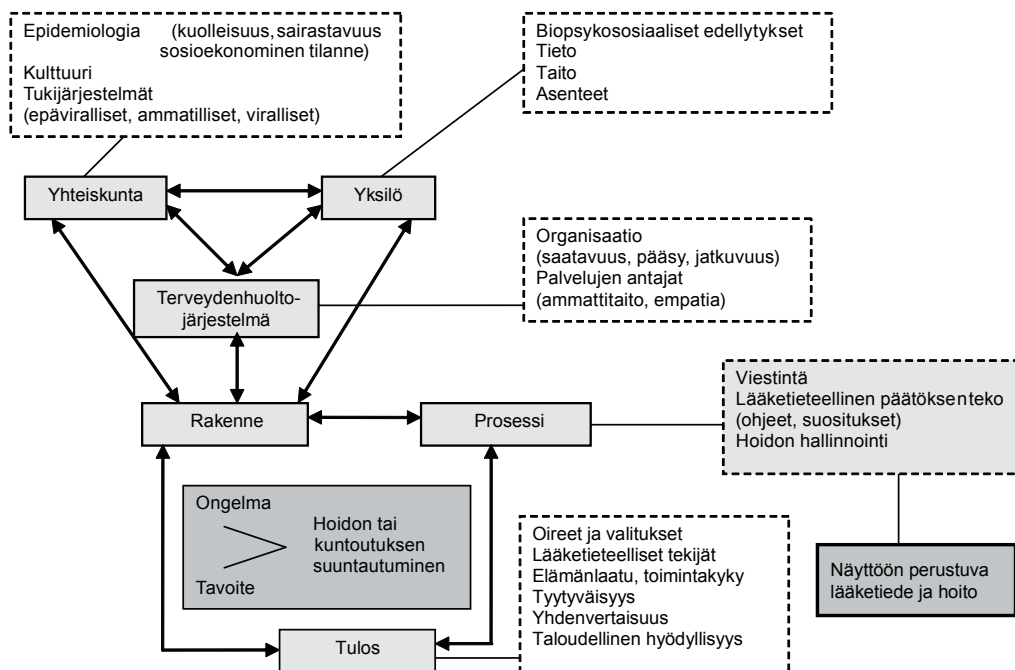 Epidemiologia (kuolleisuus, sairastavuus
sosioekonominen tilanne)
Kulttuuri
Tukijärjestelmät
(epäviralliset, ammatilliset, viralliset)
Biopsykososiaaliset edellytykset
Tieto
Taito
Asenteet
Yhteiskunta
Yksilö
Organisaatio
(saatavuus, pääsy, jatkuvuus)
Palvelujen antajat
(ammattitaito, empatia)
Terveydenhuolto-
järjestelmä
Viestintä
Lääketieteellinen päätöksenteko
(ohjeet, suositukset)
Hoidon hallinnointi
Rakenne
Prosessi
Ongelma
Hoidon tai
kuntoutuksen
suuntautuminen
Tavoite
Oireet ja valitukset
Lääketieteelliset tekijät
Elämänlaatu, toimintakyky
Tyytyväisyys
Yhdenvertaisuus
Taloudellinen hyödyllisyys
Näyttöön perustuva
lääketiede ja hoito
Tulos